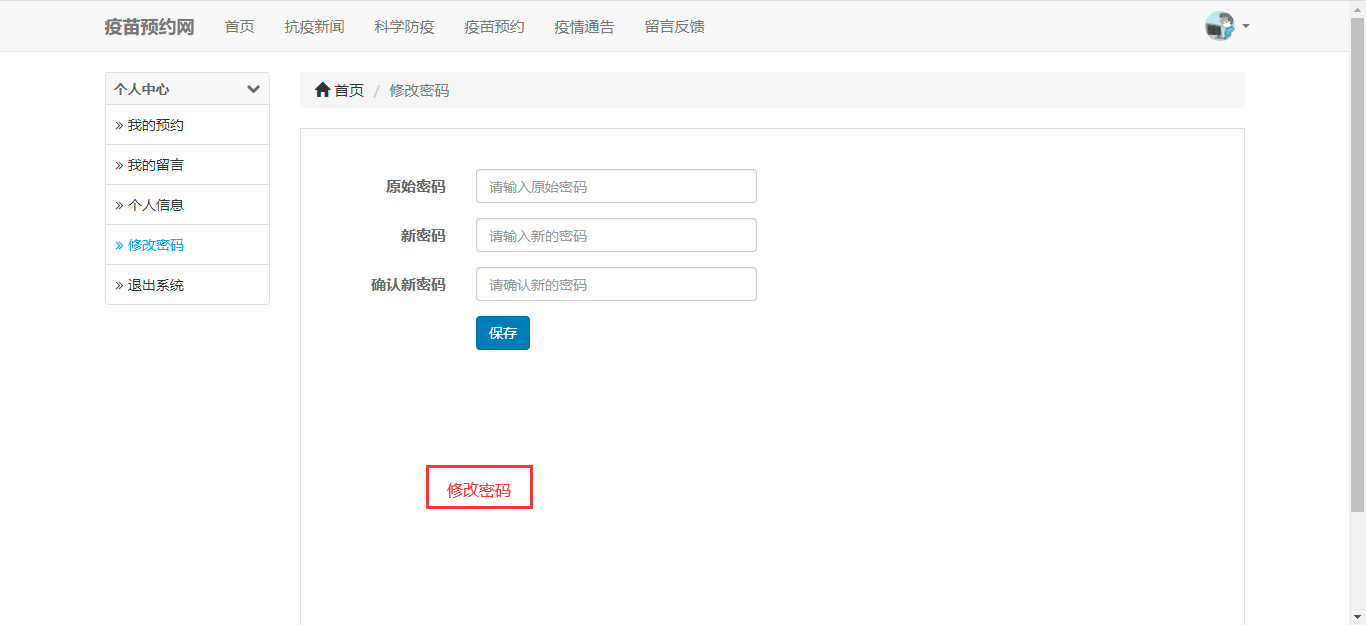 疫苗预约网 首页 抗疫新闻 科学防疫 疫苗预约 疫情通告 留言反馈
个人中心
» 我的预约
» 我的留言
» 个人信息
» 修改密码
» 退出系统
首页 / 修改密码
原始密码 请输入原始密码
新密码 请输入新的密码
确认新密码 请确认新的密码
保存
修改密码